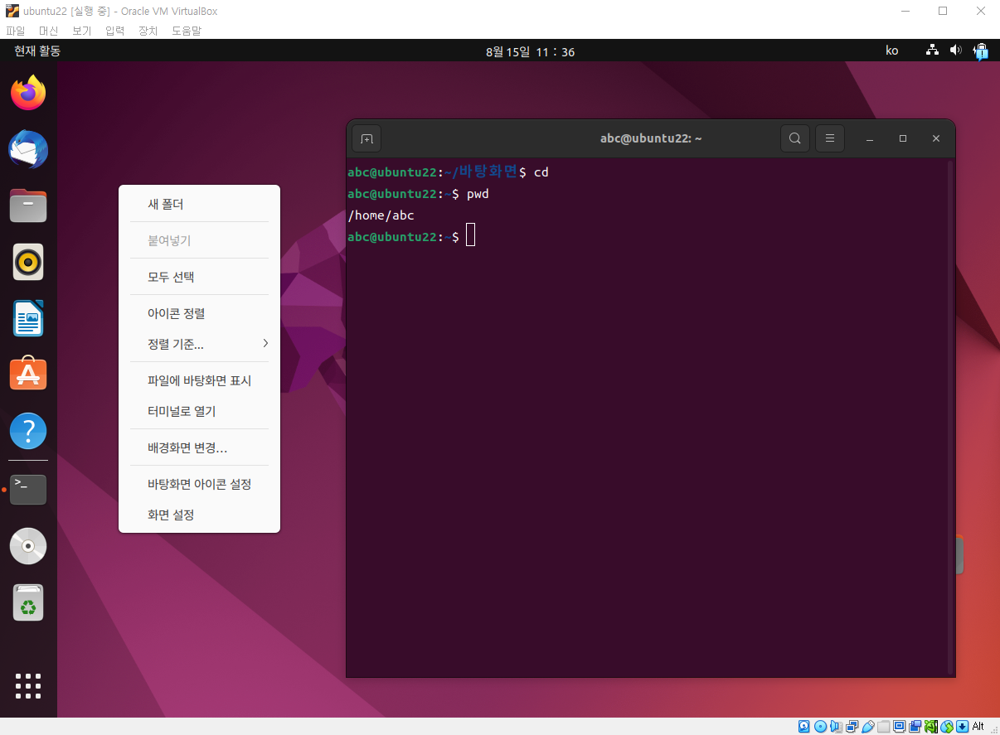 ubuntu22 [실행 중] - Oracle VM VirtualBox
파일 머신 보기 입력 장치 도움말
현재 활동
8월 15일 11 : 36
ko
abc@ubuntu22: ~
abc@ubuntu22:~/바탕화면$ cd
abc@ubuntu22:~$ pwd
/home/abc
abc@ubuntu22:~$
새 폴더
붙여넣기
모두 선택
아이콘 정렬
정렬 기준...
파일에 바탕화면 표시
터미널로 열기
배경화면 변경...
바탕화면 아이콘 설정
화면 설정
Alt